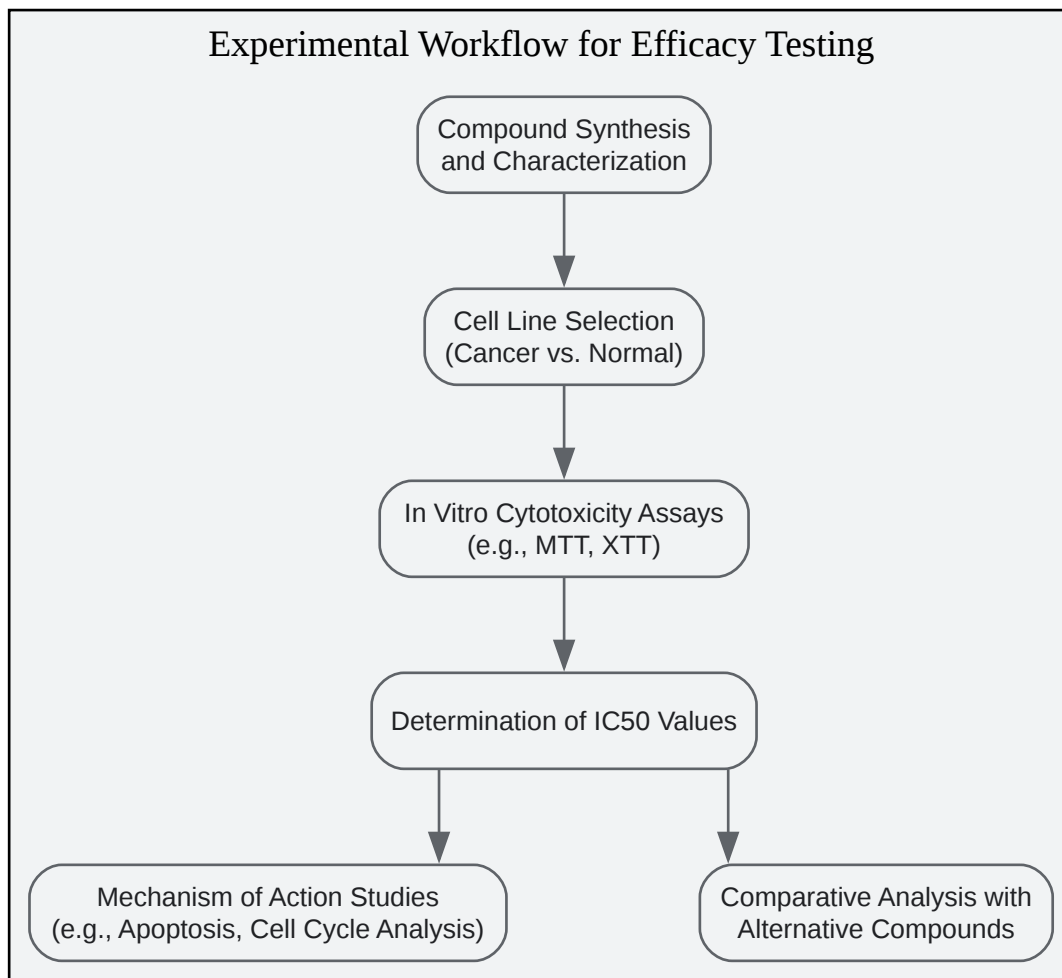 Experimental Workflow for Efficacy Testing
Compound Synthesis
and Characterization
Cell Line Selection
(Cancer vs. Normal)
In Vitro Cytotoxicity Assays
(e.g., MTT, XTT)
Determination of IC50 Values
Mechanism of Action Studies
(e.g., Apoptosis, Cell Cycle Analysis)
Comparative Analysis with
Alternative Compounds